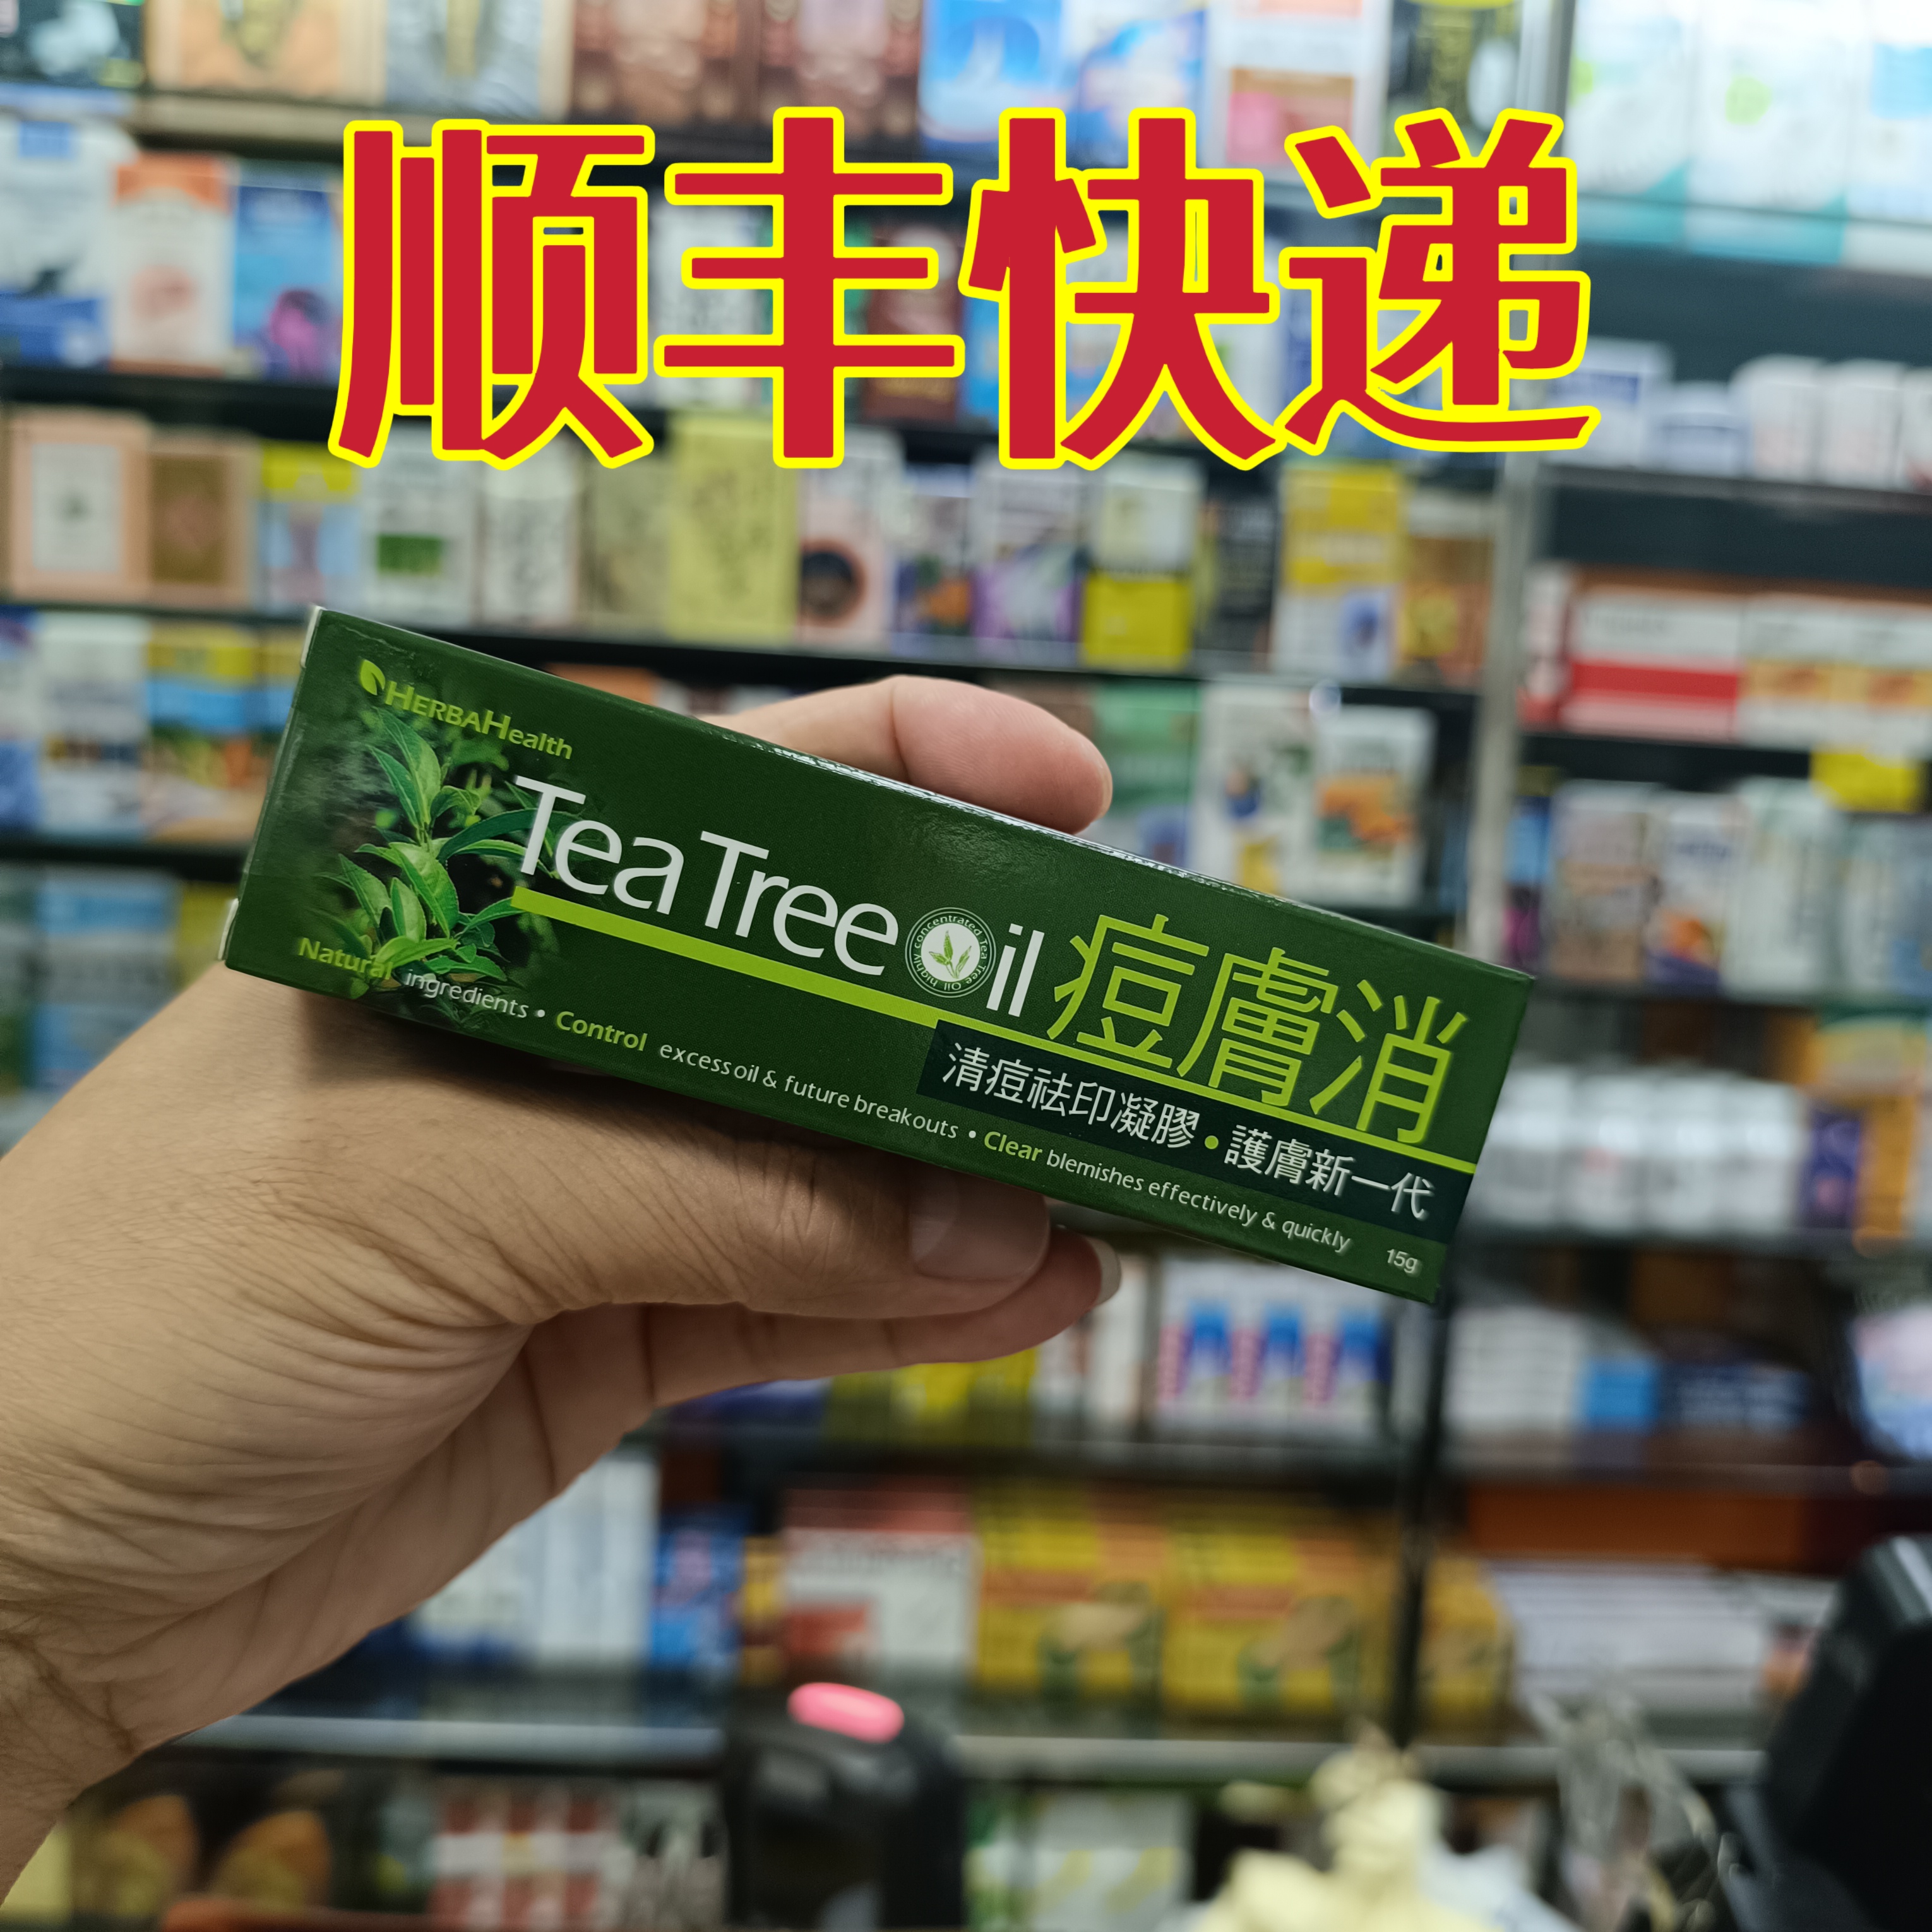 顺丰快递
HERBAHealth
Tea Tree Oil 痘膚消
highly concentrated Tea Tree Oil
清痘祛印凝膠•護膚新一代
Natural ingredients • Control excess oil & future breakouts • Clear blemishes effectively & quickly
15g